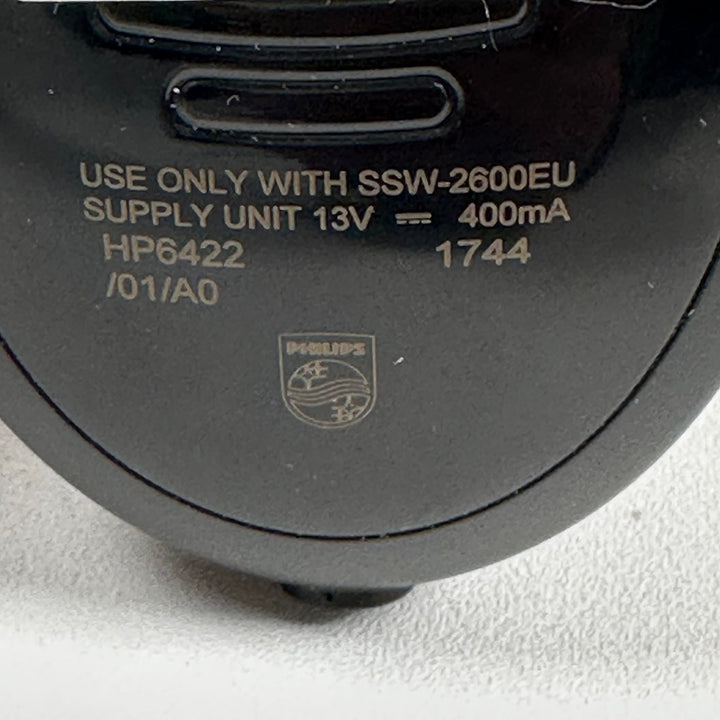 USE ONLY WITH SSW-2600EU
SUPPLY UNIT 13V ⎓ 400mA
HP6422 1744
/01/A0
PHILIPS